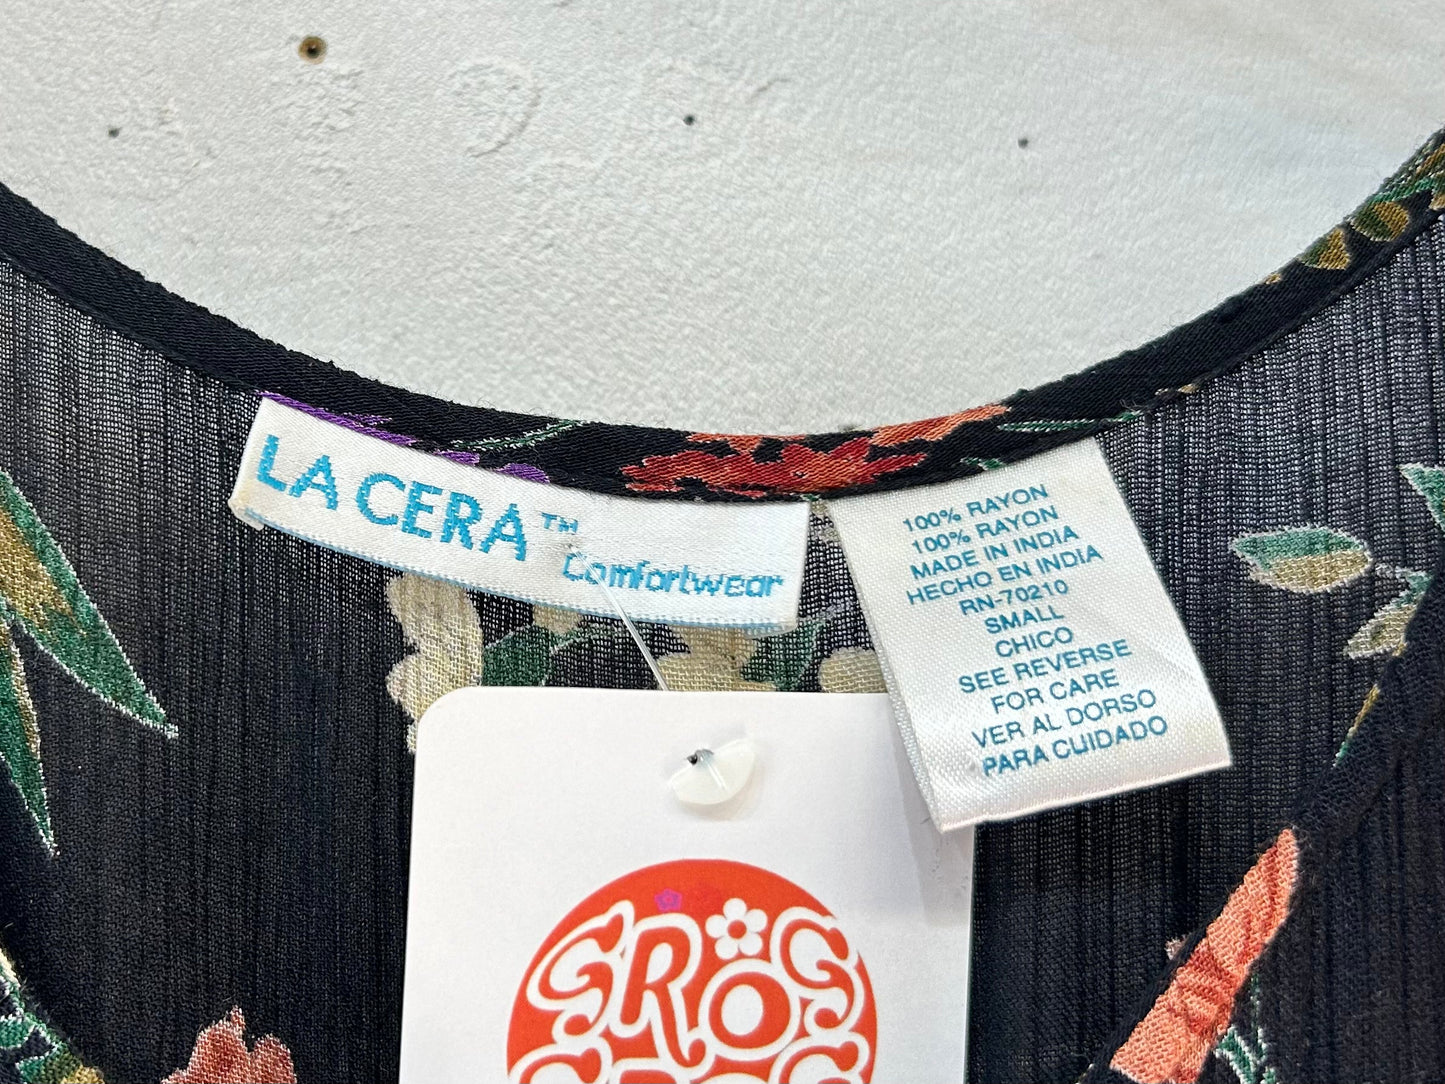 LA CERA™
Comfortwear
100% RAYON
100% RAYON
MADE IN INDIA
HECHO EN INDIA
RN-70210
SMALL
CHICO
SEE REVERSE
FOR CARE
VER AL DORSO
PARA CUIDADO
GROG